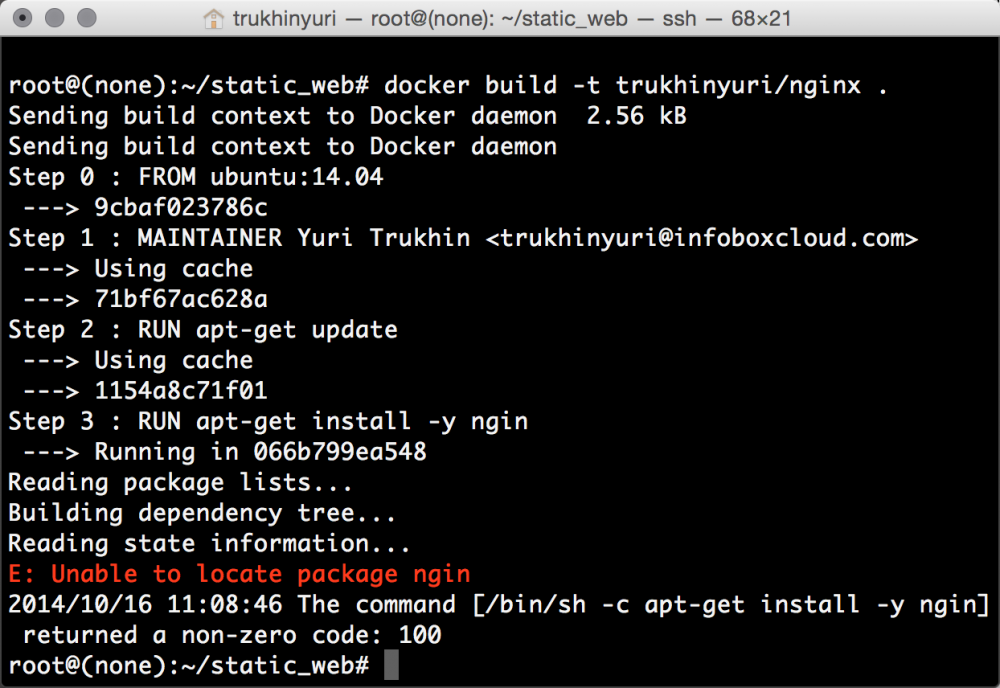 trukhinyuri — root@(none): ~/static_web — ssh — 68×21
root@(none):~/static_web# docker build -t trukhinyuri/nginx .
Sending build context to Docker daemon  2.56 kB
Sending build context to Docker daemon
Step 0 : FROM ubuntu:14.04
 ---> 9cbaf023786c
Step 1 : MAINTAINER Yuri Trukhin <trukhinyuri@infoboxcloud.com>
 ---> Using cache
 ---> 71bf67ac628a
Step 2 : RUN apt-get update
 ---> Using cache
 ---> 1154a8c71f01
Step 3 : RUN apt-get install -y ngin
 ---> Running in 066b799ea548
Reading package lists...
Building dependency tree...
Reading state information...
E: Unable to locate package ngin
2014/10/16 11:08:46 The command [/bin/sh -c apt-get install -y ngin]
 returned a non-zero code: 100
root@(none):~/static_web#